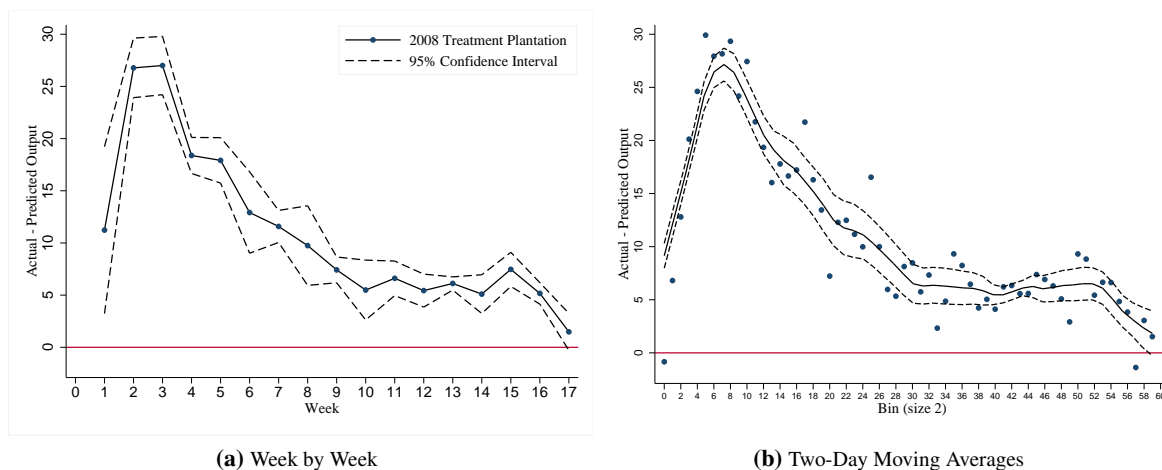 30
25
20
15
10
5
0
Actual - Predicted Output
2008 Treatment Plantation
95% Confidence Interval
0 1 2 3 4 5 6 7 8 9 10 11 12 13 14 15 16 17
Week
(a) Week by Week
30
25
20
15
10
5
0
Actual - Predicted Output
0 2 4 6 8 10 12 14 16 18 20 22 24 26 28 30 32 34 36 38 40 42 44 46 48 50 52 54 56 58 60
Bin (size 2)
(b) Two-Day Moving Averages